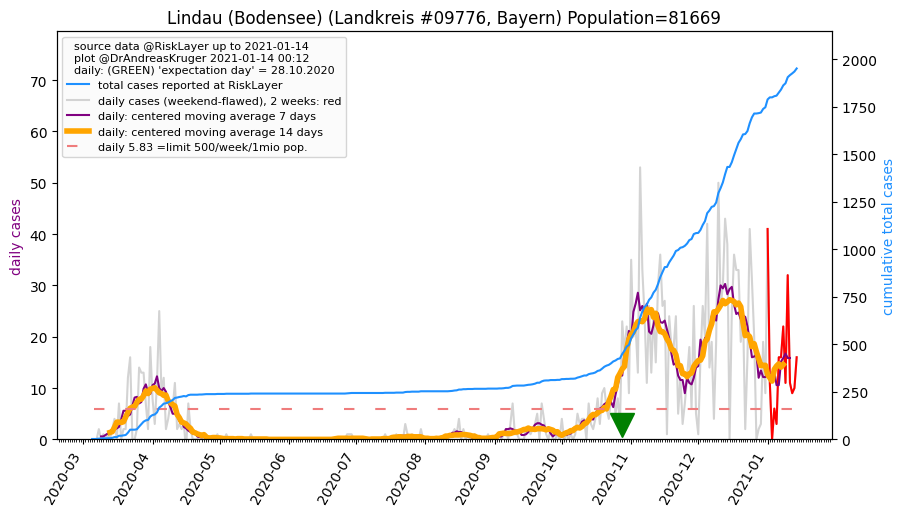 Lindau (Bodensee) (Landkreis #09776, Bayern) Population=81669
source data @RiskLayer up to 2021-01-14
plot @DrAndreasKruger 2021-01-14 00:12
daily: (GREEN) 'expectation day' = 28.10.2020
total cases reported at RiskLayer
daily cases (weekend-flawed), 2 weeks: red
daily: centered moving average 7 days
daily: centered moving average 14 days
daily 5.83 =limit 500/week/1mio pop.
daily cases
70
60
50
40
30
20
10
0
cumulative total cases
2000
1750
1500
1250
1000
750
500
250
0
2020-03
2020-04
2020-05
2020-06
2020-07
2020-08
2020-09
2020-10
2020-11
2020-12
2021-01